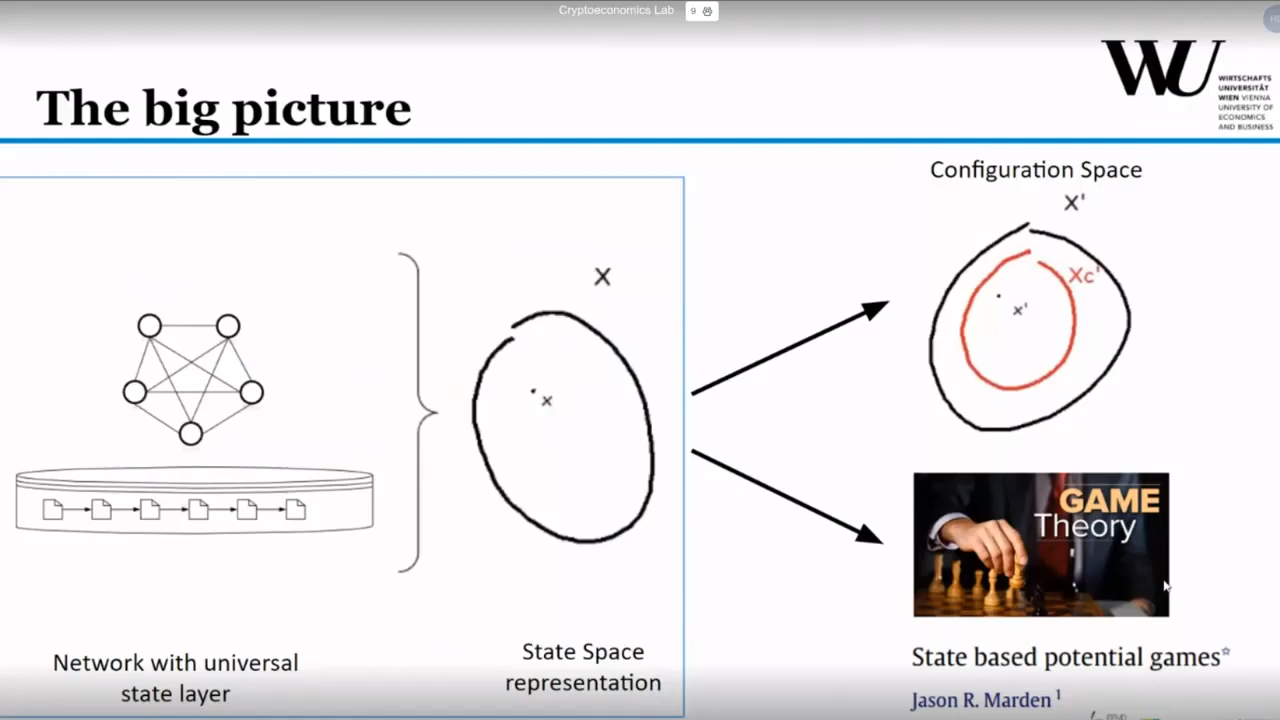 Cryptoeconomics Lab 9
The big picture
WU
WIRTSCHAFTS
UNIVERSITÄT
WIEN VIENNA
UNIVERSITY OF
ECONOMICS
AND BUSINESS
Configuration Space
X'
Xc'
x'
X
x
GAME
Theory
Network with universal
state layer
State Space
representation
State based potential games☆
Jason R. Marden 1